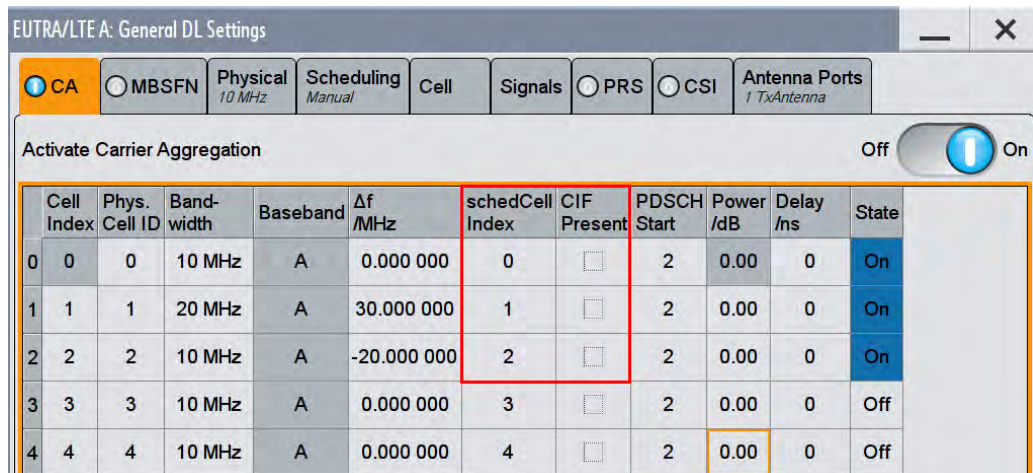 EUTRA/LTE A: General DL Settings
CA MBSFN Physical Scheduling Cell Signals PRS CSI Antenna Ports
10 MHz Manual 1 TxAntenna
Activate Carrier Aggregation Off On
Cell Phys. Band- Baseband Δf schedCell CIF PDSCH Power Delay State
Index Cell ID width /MHz Index Present Start /dB /ns
0 0 0 10 MHz A 0.000 000 0 2 0.00 0 On
1 1 1 20 MHz A 30.000 000 1 2 0.00 0 On
2 2 2 10 MHz A -20.000 000 2 2 0.00 0 On
3 3 3 10 MHz A 0.000 000 3 2 0.00 0 Off
4 4 4 10 MHz A 0.000 000 4 2 0.00 0 Off